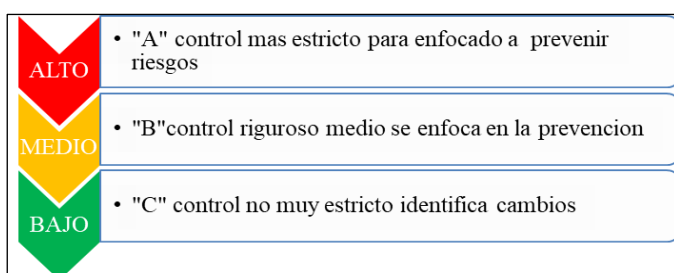 ALTO
• "A" control mas estricto para enfocado a prevenir
riesgos
MEDIO
• "B"control riguroso medio se enfoca en la prevencion
BAJO
• "C" control no muy estricto identifica cambios